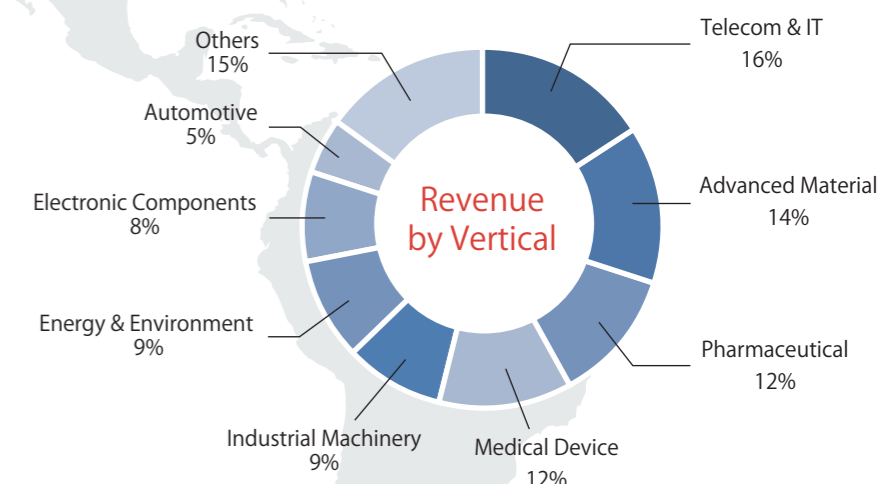 Revenue
by Vertical
Telecom & IT
16%
Advanced Material
14%
Pharmaceutical
12%
Medical Device
12%
Industrial Machinery
9%
Energy & Environment
9%
Electronic Components
8%
Automotive
5%
Others
15%